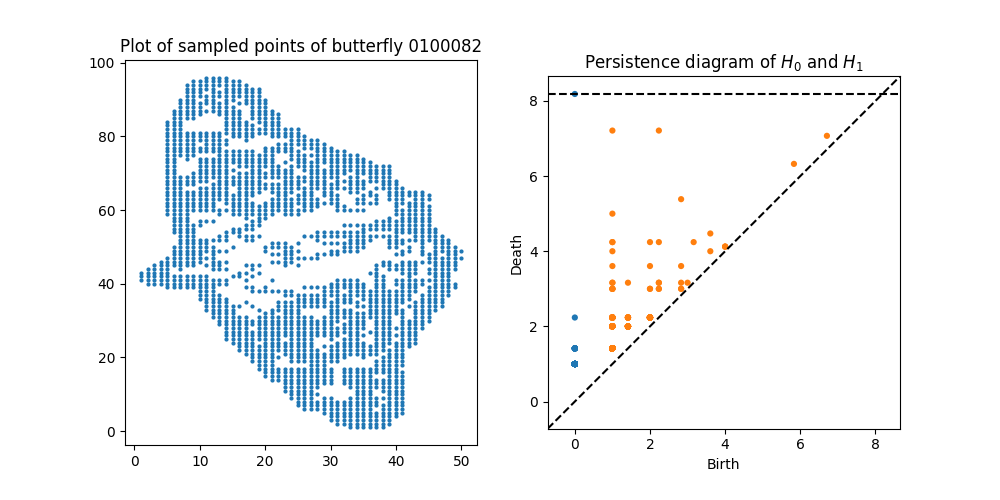 Plot of sampled points of butterfly 0100082
100
80
60
40
20
0
0 10 20 30 40 50
Persistence diagram of H₀ and H₁
Death
8
6
4
2
0
0 2 4 6 8
Birth